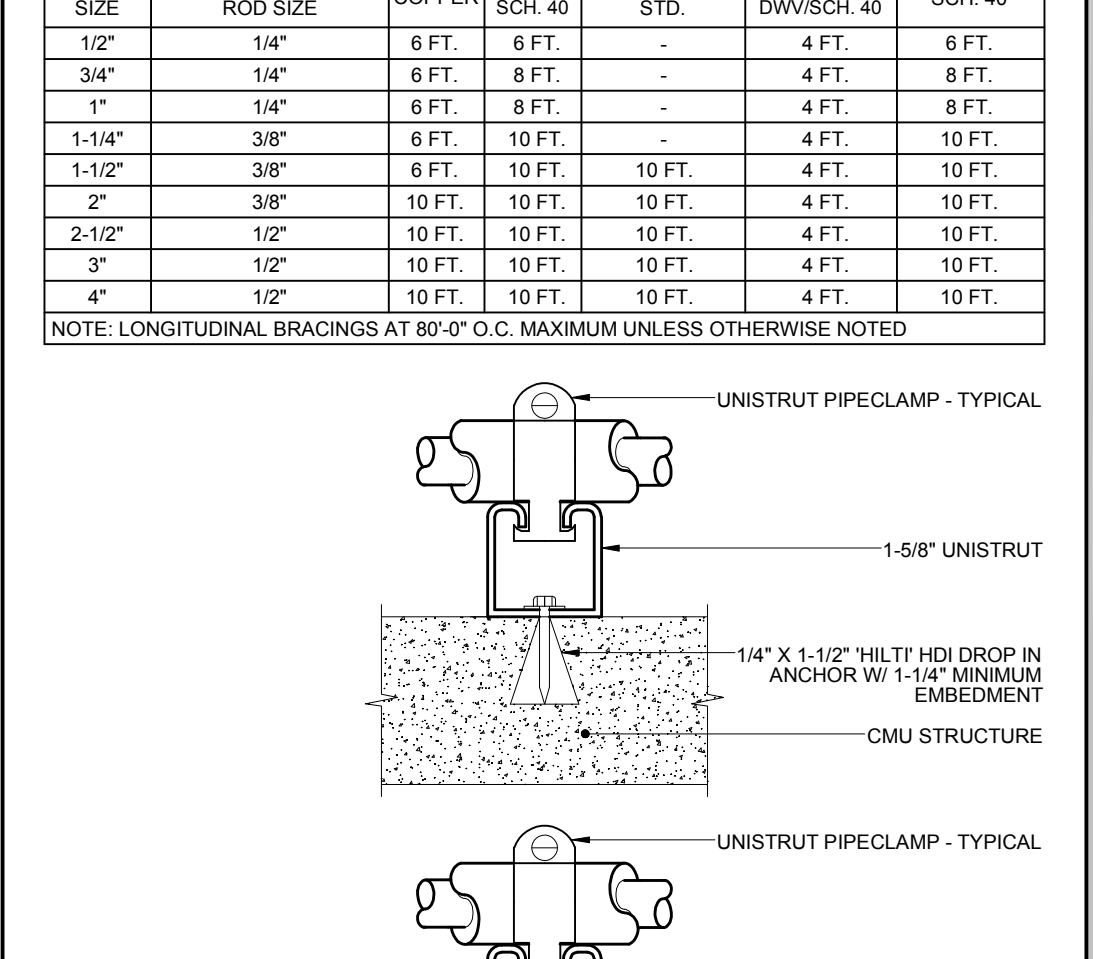 SIZE ROD SIZE SCH. 40 STD. DWV/SCH. 40
1/2" 1/4" 6 FT. 6 FT. - 4 FT. 6 FT.
3/4" 1/4" 6 FT. 8 FT. - 4 FT. 8 FT.
1" 1/4" 6 FT. 8 FT. - 4 FT. 8 FT.
1-1/4" 3/8" 6 FT. 10 FT. - 4 FT. 10 FT.
1-1/2" 3/8" 6 FT. 10 FT. 10 FT. 4 FT. 10 FT.
2" 3/8" 10 FT. 10 FT. 10 FT. 4 FT. 10 FT.
2-1/2" 1/2" 10 FT. 10 FT. 10 FT. 4 FT. 10 FT.
3" 1/2" 10 FT. 10 FT. 10 FT. 4 FT. 10 FT.
4" 1/2" 10 FT. 10 FT. 10 FT. 4 FT. 10 FT.
NOTE: LONGITUDINAL BRACINGS AT 80'-0" O.C. MAXIMUM UNLESS OTHERWISE NOTED
UNISTRUT PIPECLAMP - TYPICAL
1-5/8" UNISTRUT
1/4" X 1-1/2" 'HILTI' HDI DROP IN
ANCHOR W/ 1-1/4" MINIMUM
EMBEDMENT
CMU STRUCTURE
UNISTRUT PIPECLAMP - TYPICAL